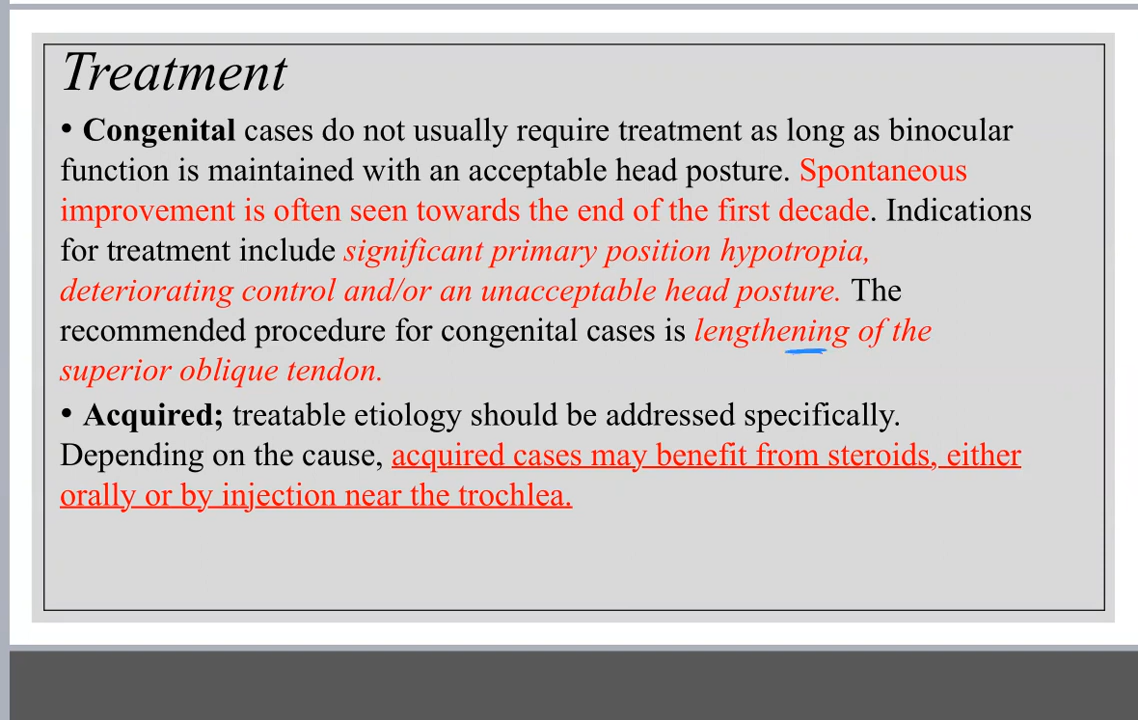 Treatment
• Congenital cases do not usually require treatment as long as binocular
function is maintained with an acceptable head posture. Spontaneous
improvement is often seen towards the end of the first decade. Indications
for treatment include significant primary position hypotropia,
deteriorating control and/or an unacceptable head posture. The
recommended procedure for congenital cases is lengthening of the
superior oblique tendon.
• Acquired; treatable etiology should be addressed specifically.
Depending on the cause, acquired cases may benefit from steroids, either
orally or by injection near the trochlea.